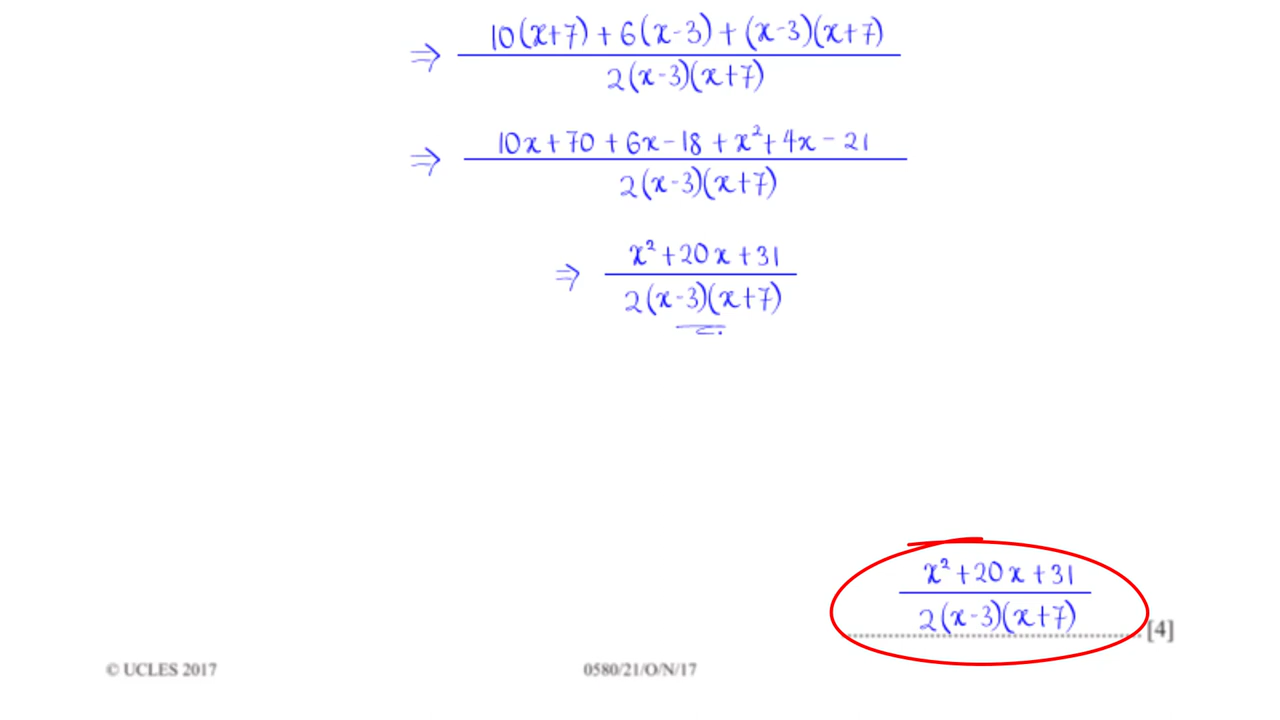 ⇒ 10(x+7) + 6(x-3) + (x-3)(x+7)
2(x-3)(x+7)
⇒ 10x+70 + 6x-18 + x²+4x - 21
2(x-3)(x+7)
⇒ x²+20x+31
2(x-3)(x+7)
x²+20x+31
2(x-3)(x+7)
[4]
© UCLES 2017 0580/21/O/N/17